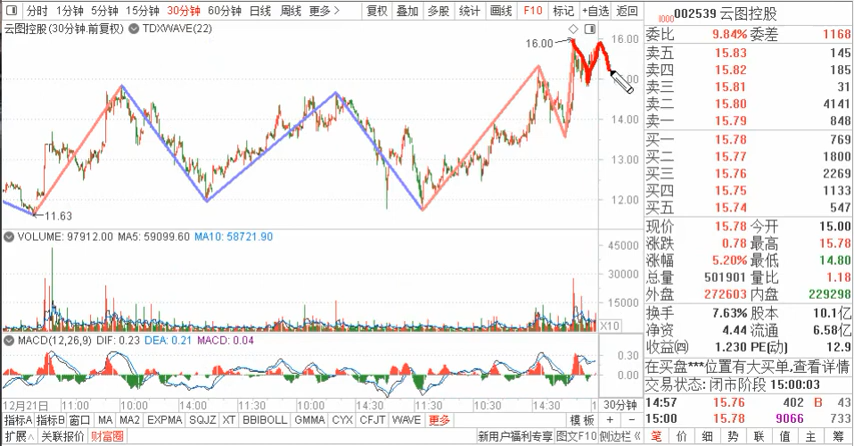 分时 1分钟 5分钟 15分钟 30分钟 60分钟 日线 周线 更多 复权 叠加 多股 统计 画线 F10 标记 +自选 返回
云图控股(30分钟.前复权) TDXWAVE(22)
16.00
16.00
15.00
14.00
13.00
12.00
11.63
VOLUME: 97912.00 MA5: 59099.60 MA10: 58721.90
45000
30000
15000
X10
MACD(12,26,9) DIF: 0.23 DEA: 0.21 MACD: 0.04
0.30
0.00
12月21日 11:00 14:00 11:00 14:30 10:30 14:30 11:00 30分钟
指标A 指标B 窗口 MA MA2 EXPMA SQJZ XT BBIBOLL GMMA CYX CFJT WAVE 更多 模板 + -
扩展∧ 关联报价 财富圈 新用户福利专享 图文F10 侧边栏《
002539 云图控股
委比 9.84% 委差 1168
卖五 15.83 145
卖四 15.82 185
卖三 15.81 31
卖二 15.80 4141
卖一 15.79 848
买一 15.78 769
买二 15.77 1800
买三 15.76 2269
买四 15.75 1133
买五 15.74 547
现价 15.78 今开 15.00
涨跌 0.78 最高 15.78
涨幅 5.20% 最低 14.80
总量 501901 量比 1.18
外盘 272603 内盘 229298
换手 7.63% 股本 10.1亿
净资 4.44 流通 6.58亿
收益㈣ 1.230 PE(动) 12.9
在买盘***位置有大买单,查看详情
交易状态: 闭市阶段 15:00:03
14:57 15.76 402 B 43
15:00 15.78 9066 733
笔 价 细 势 联 值 主 筹